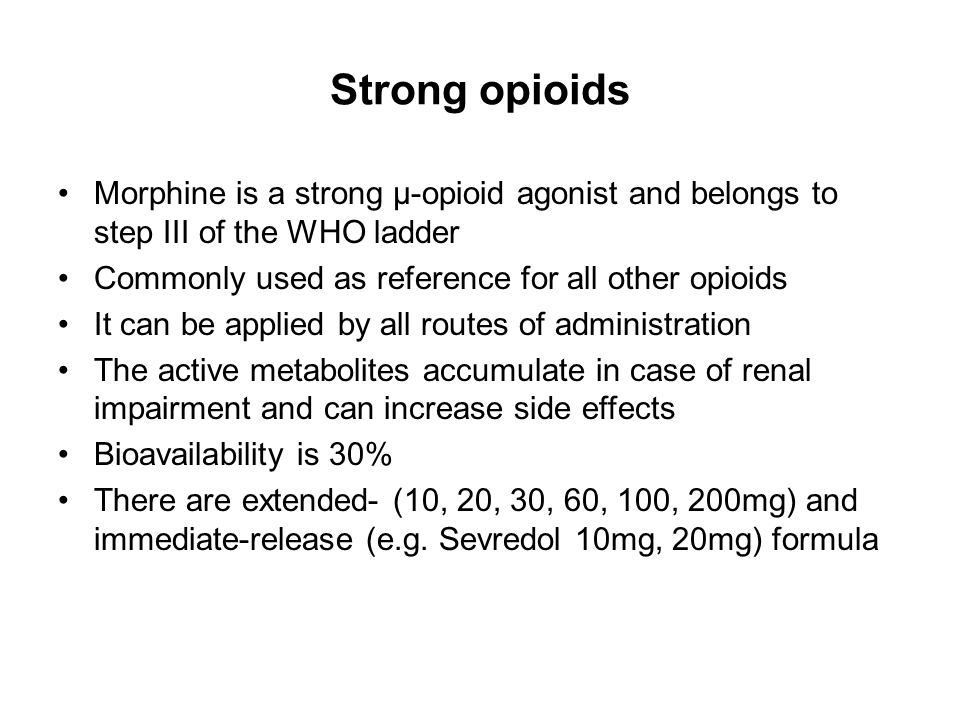 Strong opioids
• Morphine is a strong µ-opioid agonist and belongs to
step III of the WHO ladder
• Commonly used as reference for all other opioids
• It can be applied by all routes of administration
• The active metabolites accumulate in case of renal
impairment and can increase side effects
• Bioavailability is 30%
• There are extended- (10, 20, 30, 60, 100, 200mg) and
immediate-release (e.g. Sevredol 10mg, 20mg) formula